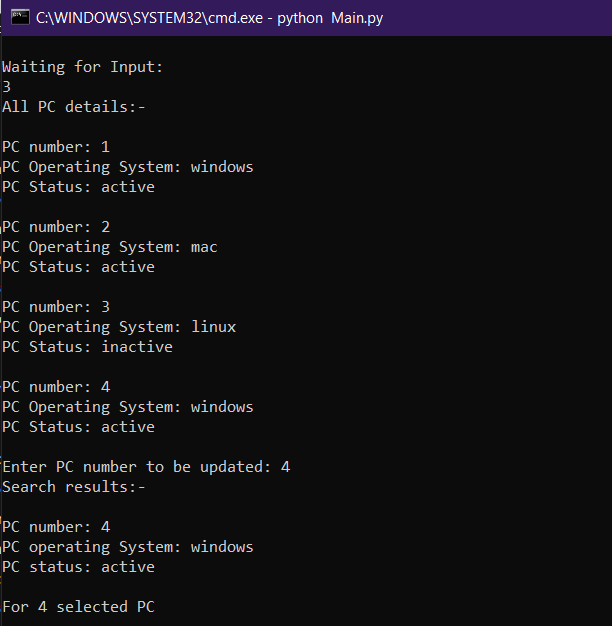 C:\WINDOWS\SYSTEM32\cmd.exe - python  Main.py
Waiting for Input:
3
All PC details:-
PC number: 1
PC Operating System: windows
PC Status: active
PC number: 2
PC Operating System: mac
PC Status: active
PC number: 3
PC Operating System: linux
PC Status: inactive
PC number: 4
PC Operating System: windows
PC Status: active
Enter PC number to be updated: 4
Search results:-
PC number: 4
PC operating System: windows
PC status: active
For 4 selected PC